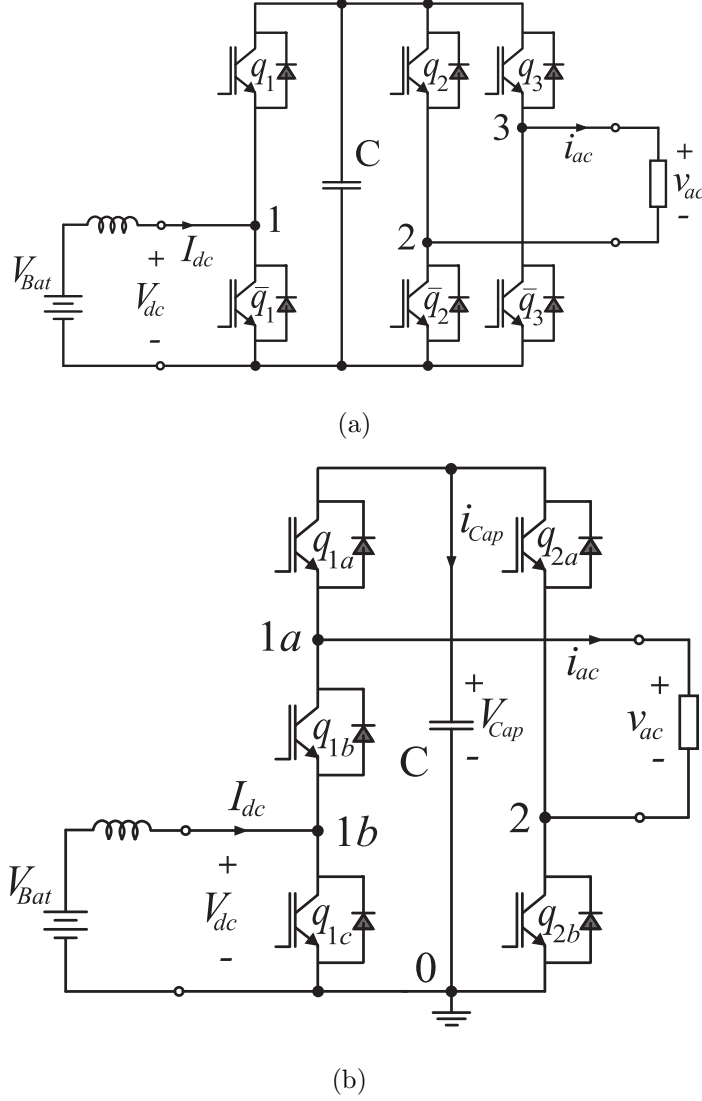 q1
q2
q3
3
C
iac
+
vac
-
1
2
Idc
VBat
+
Vdc
-
q̄1
q̄2
q̄3
(a)
iCap
q1a
q2a
1a
iac
+
VCap
-
+
vac
-
q1b
C
Idc
1b
2
VBat
+
Vdc
-
q1c
q2b
0
(b)